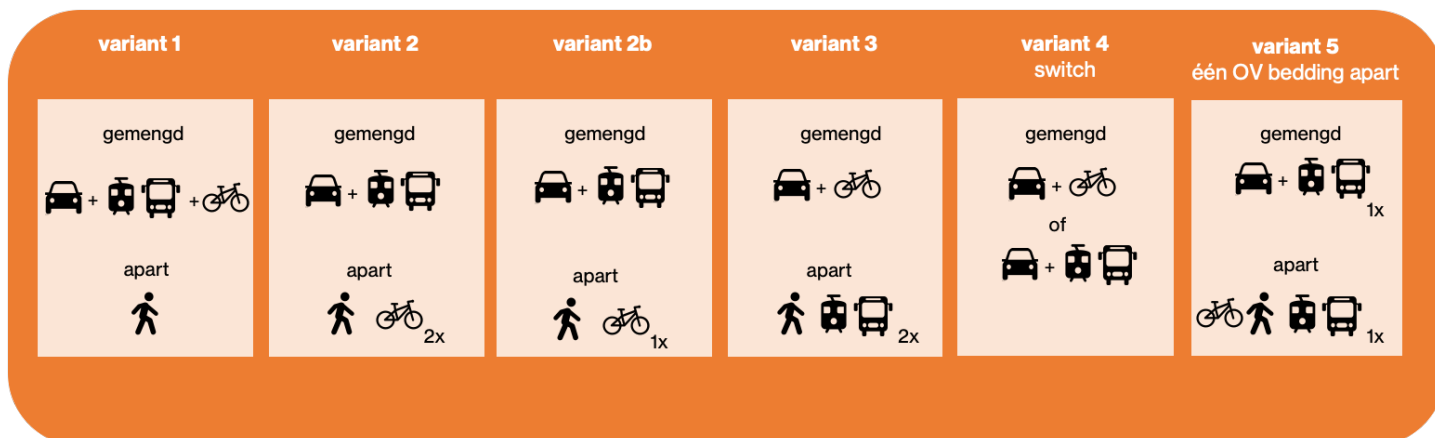 variant 1
gemengd
+ +
apart
variant 2
gemengd
+
apart
2x
variant 2b
gemengd
+
apart
1x
variant 3
gemengd
+
apart
2x
variant 4
switch
gemengd
+
of
+
variant 5
één OV bedding apart
gemengd
+
1x
apart
1x